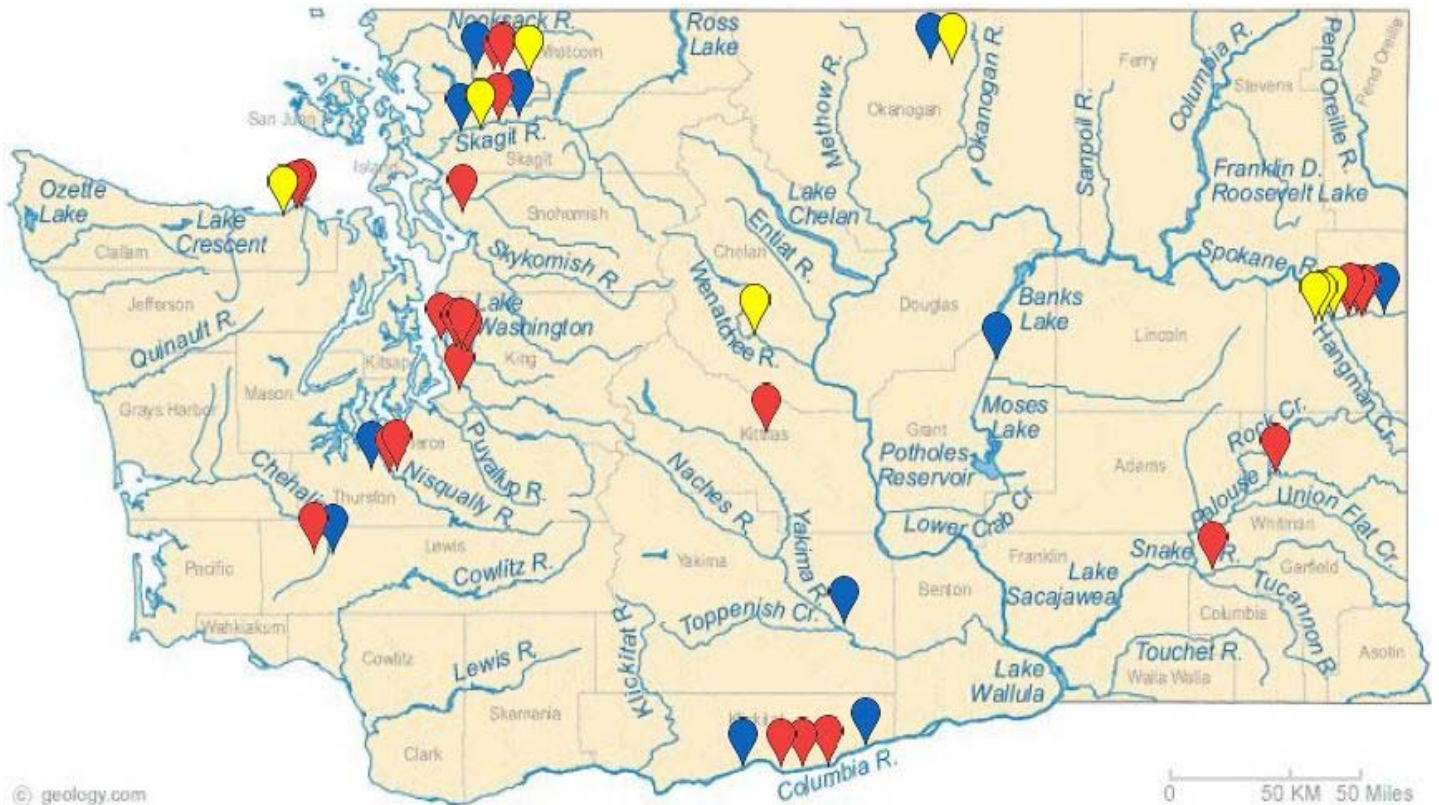 Nooksack R.
Whatcom
Ross
Lake
San Juan
Skagit R.
Skagit
Island
Methow R.
Okanogan
Okanogan R.
Ferry
Sanpoil R.
Columbia R.
Stevens
Pend Oreille R.
Pend Oreille
Franklin D.
Roosevelt Lake
Ozette
Lake
Lake
Crescent
Clallam
Snohomish
Lake
Chelan
Chelan
Entiat R.
Skykomish R.
Wenatchee R.
Spokane R.
Jefferson
Quinault R.
Lake
Washington
Kitsap
King
Douglas
Banks
Lake
Lincoln
Hangman Cr.
Grays Harbor
Mason
Kittitas
Grant
Moses
Lake
Potholes
Reservoir
Adams
Rock Cr.
Palouse
Union Flat Cr.
Whitman
Chehalis
Thurston
Nisqually R.
Puyallup R.
Naches R.
Yakima R.
Lower Crab Cr
Pacific
Lewis
Cowlitz R.
Yakima
Toppenish Cr.
Benton
Franklin
Lake
Sacajawea
Snake R.
Garfield
Tucannon R.
Columbia
Asotin
Wahkiakum
Cowlitz
Lewis R.
Klickitat R.
Lake
Wallula
Touchet R.
Walla Walla
Skamania
Clark
Columbia R.
© geology.com
0 50 KM 50 Miles